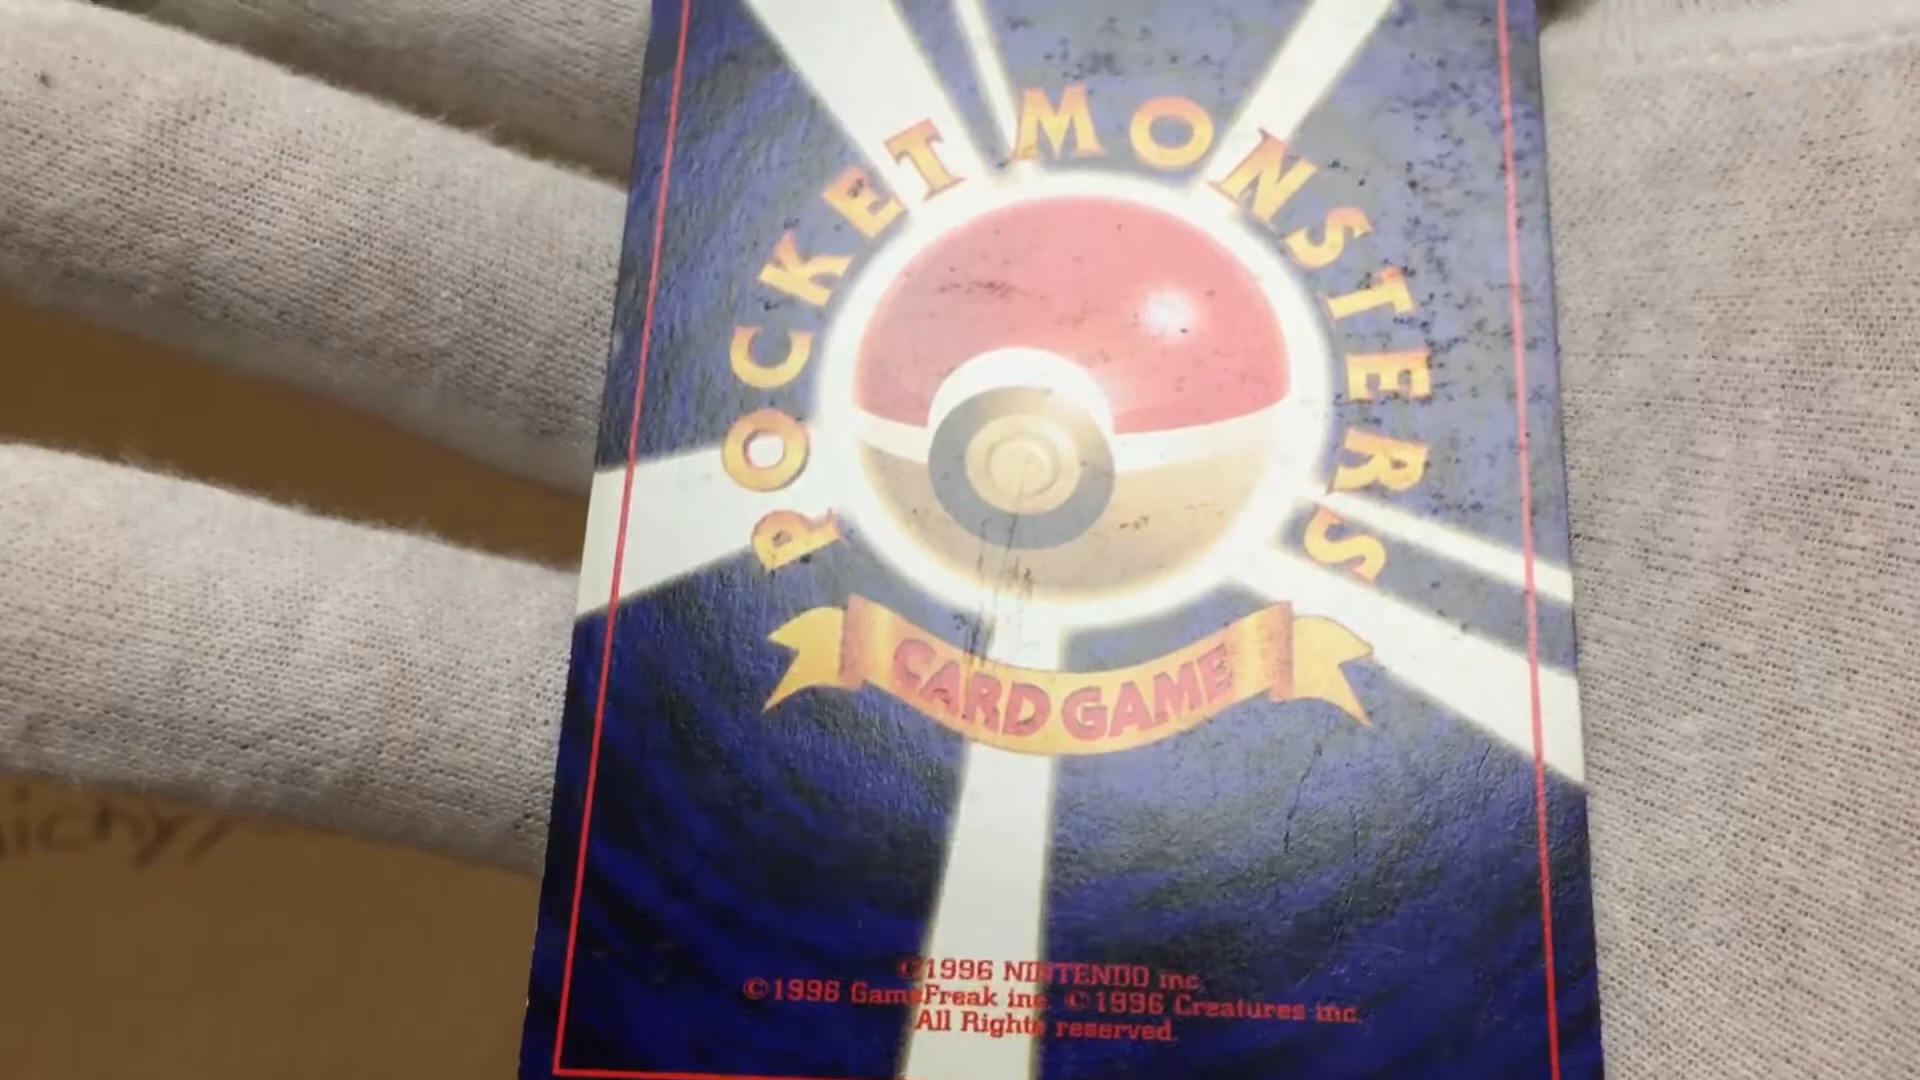 POCKET MONSTERS
CARD GAME
©1996 NINTENDO inc.
©1996 GameFreak inc. ©1996 Creatures inc.
All Rights reserved.